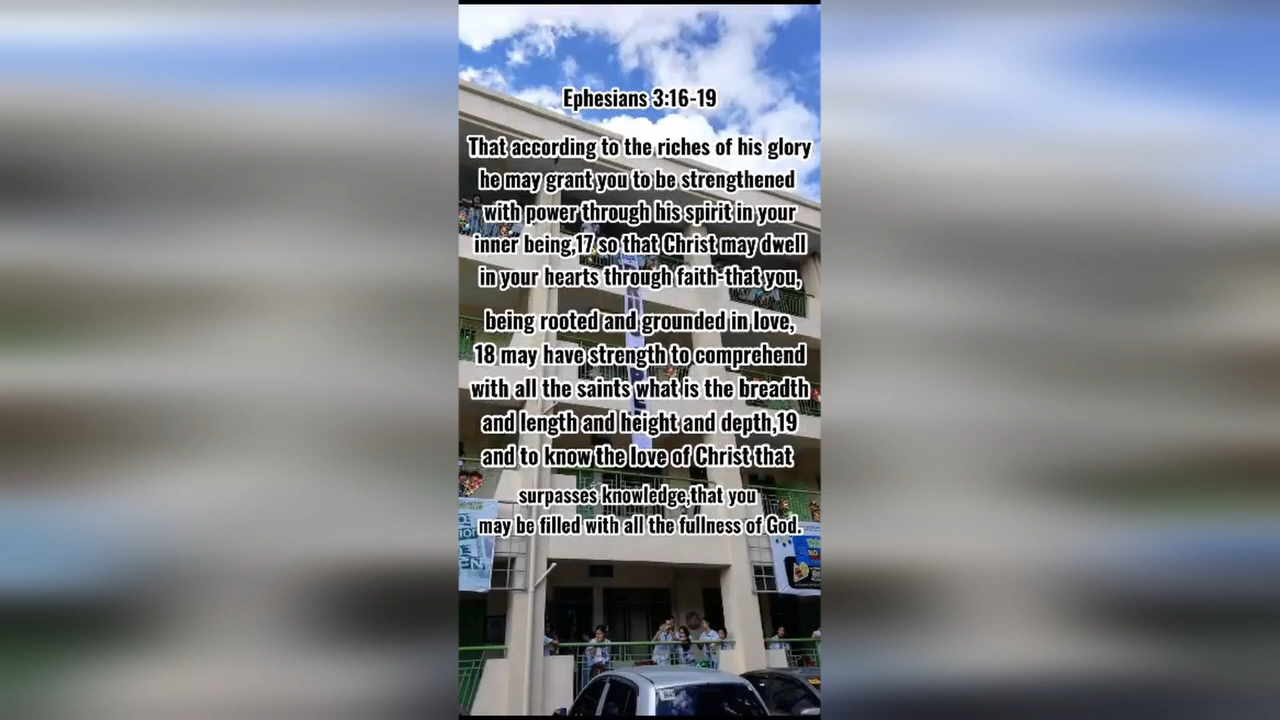 Ephesians 3:16-19
That according to the riches of his glory
he may grant you to be strengthened
with power through his spirit in your
inner being,17 so that Christ may dwell
in your hearts through faith-that you,
being rooted and grounded in love,
18 may have strength to comprehend
with all the saints what is the breadth
and length and height and depth,19
and to know the love of Christ that
surpasses knowledge,that you
may be filled with all the fullness of God.